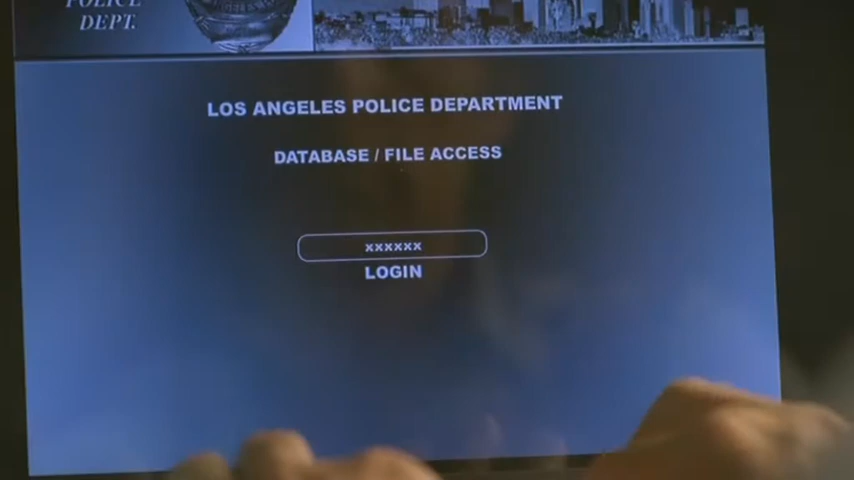 POLICE
DEPT.
LOS ANGELES POLICE DEPARTMENT
DATABASE / FILE ACCESS
xxxxxx
LOGIN